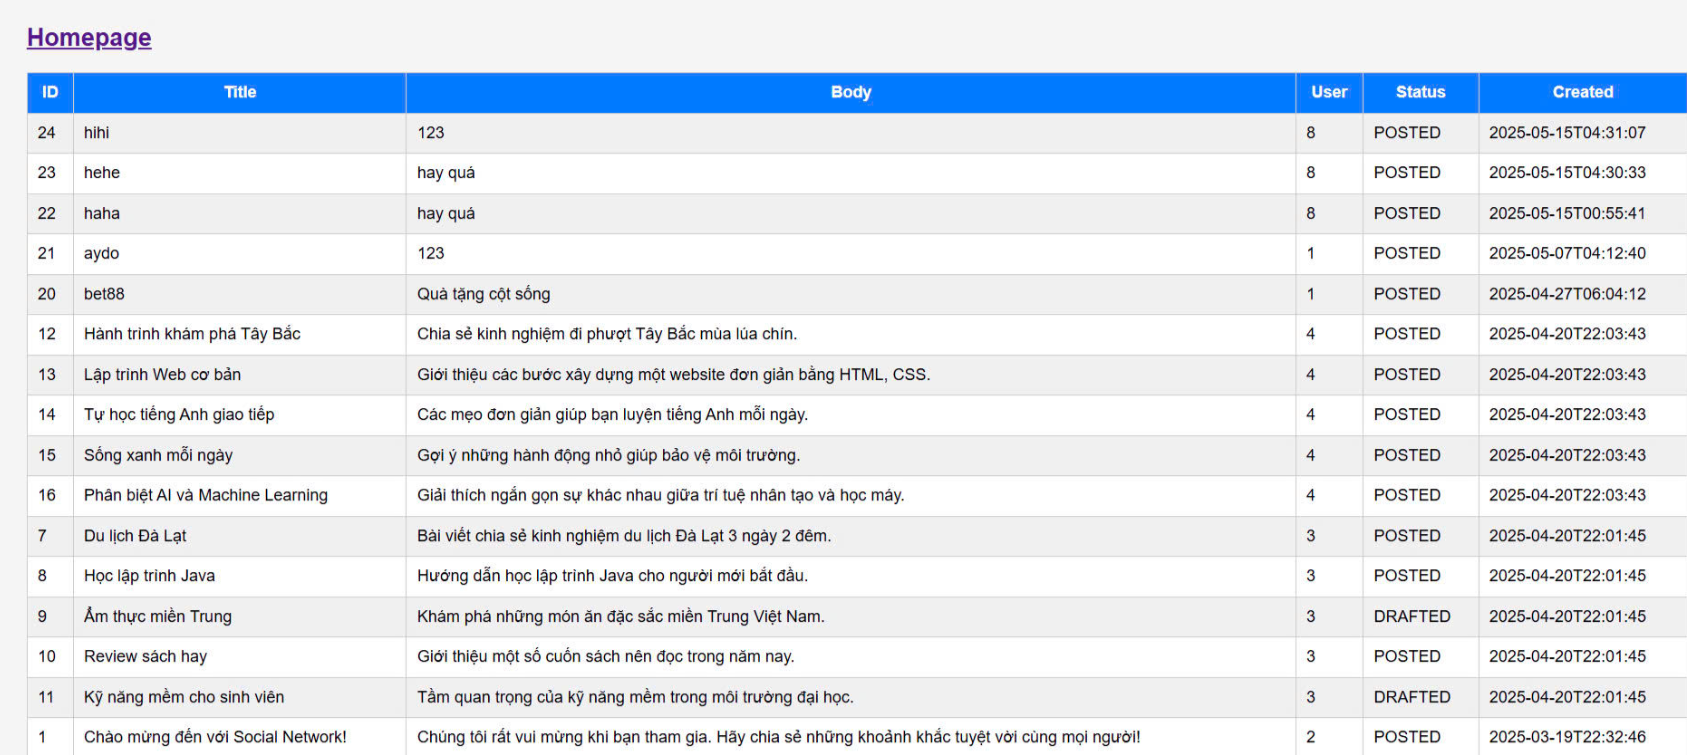 Homepage
ID Title Body User Status Created
24 hihi 123 8 POSTED 2025-05-15T04:31:07
23 hehe hay quá 8 POSTED 2025-05-15T04:30:33
22 haha hay quá 8 POSTED 2025-05-15T00:55:41
21 aydo 123 1 POSTED 2025-05-07T04:12:40
20 bet88 Quà tặng cột sống 1 POSTED 2025-04-27T06:04:12
12 Hành trình khám phá Tây Bắc Chia sẻ kinh nghiệm đi phượt Tây Bắc mùa lúa chín. 4 POSTED 2025-04-20T22:03:43
13 Lập trình Web cơ bản Giới thiệu các bước xây dựng một website đơn giản bằng HTML, CSS. 4 POSTED 2025-04-20T22:03:43
14 Tự học tiếng Anh giao tiếp Các mẹo đơn giản giúp bạn luyện tiếng Anh mỗi ngày. 4 POSTED 2025-04-20T22:03:43
15 Sống xanh mỗi ngày Gợi ý những hành động nhỏ giúp bảo vệ môi trường. 4 POSTED 2025-04-20T22:03:43
16 Phân biệt AI và Machine Learning Giải thích ngắn gọn sự khác nhau giữa trí tuệ nhân tạo và học máy. 4 POSTED 2025-04-20T22:03:43
7 Du lịch Đà Lạt Bài viết chia sẻ kinh nghiệm du lịch Đà Lạt 3 ngày 2 đêm. 3 POSTED 2025-04-20T22:01:45
8 Học lập trình Java Hướng dẫn học lập trình Java cho người mới bắt đầu. 3 POSTED 2025-04-20T22:01:45
9 Ẩm thực miền Trung Khám phá những món ăn đặc sắc miền Trung Việt Nam. 3 DRAFTED 2025-04-20T22:01:45
10 Review sách hay Giới thiệu một số cuốn sách nên đọc trong năm nay. 3 POSTED 2025-04-20T22:01:45
11 Kỹ năng mềm cho sinh viên Tầm quan trọng của kỹ năng mềm trong môi trường đại học. 3 DRAFTED 2025-04-20T22:01:45
1 Chào mừng đến với Social Network! Chúng tôi rất vui mừng khi bạn tham gia. Hãy chia sẻ những khoảnh khắc tuyệt vời cùng mọi người! 2 POSTED 2025-03-19T22:32:46